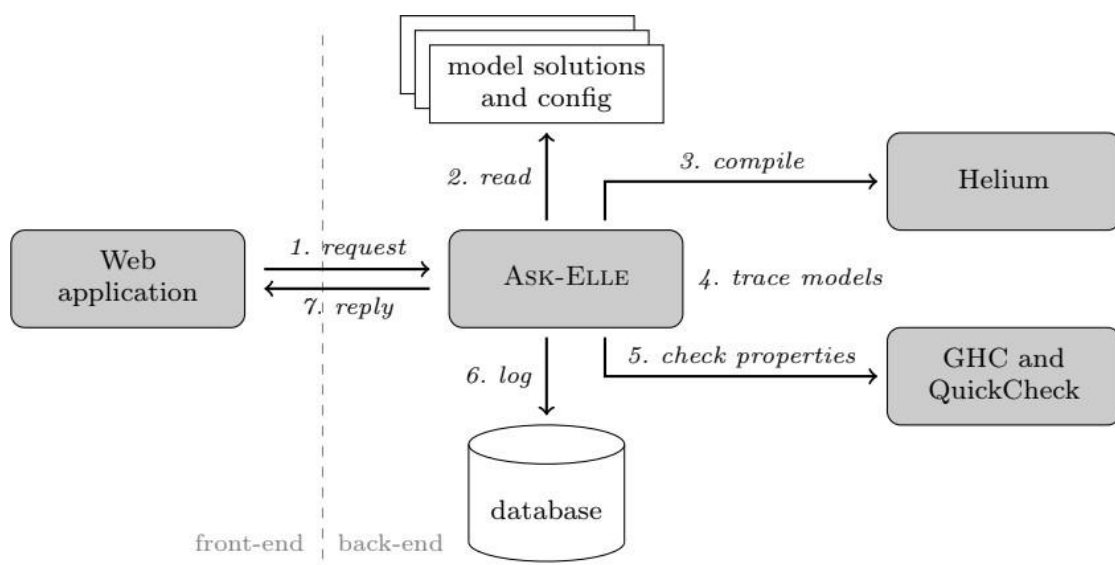 model solutions
and config
2. read
3. compile
Helium
Web
application
1. request
7. reply
ASK-ELLE
4. trace models
5. check properties
GHC and
QuickCheck
6. log
database
front-end
back-end